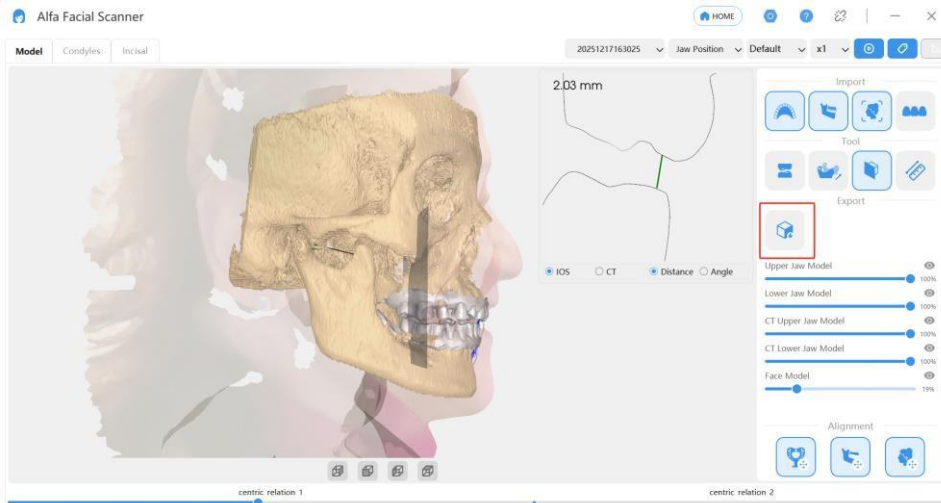 Alfa Facial Scanner
HOME
Model Condyles Incisal
20251217163025 Jaw Position Default x1
2.03 mm
IOS CT Distance Angle
Import
Tool
Export
Upper Jaw Model
100%
Lower Jaw Model
100%
CT Upper Jaw Model
100%
CT Lower Jaw Model
100%
Face Model
19%
Alignment
centric relation 1 centric relation 2